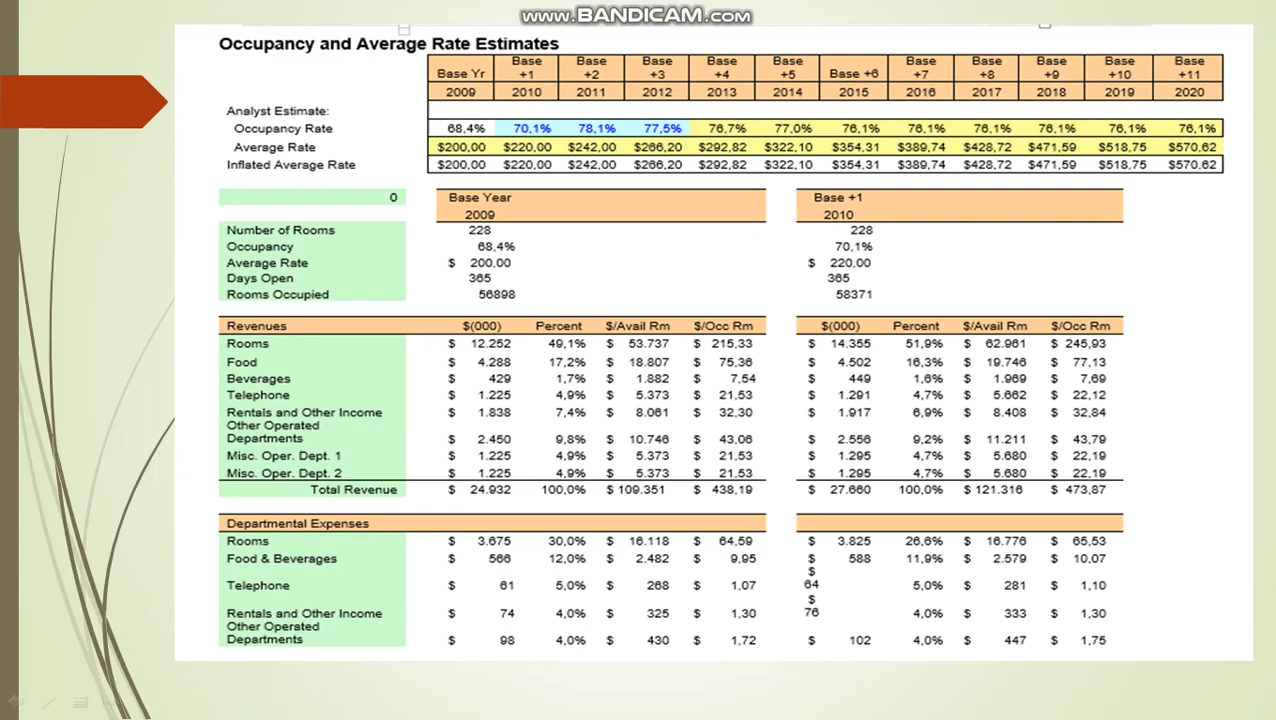 www.BANDICAM.com
Occupancy and Average Rate Estimates
Base Yr Base +1 Base +2 Base +3 Base +4 Base +5 Base +6 Base +7 Base +8 Base +9 Base +10 Base +11
2009 2010 2011 2012 2013 2014 2015 2016 2017 2018 2019 2020
Analyst Estimate:
Occupancy Rate 68,4% 70,1% 78,1% 77,5% 76,7% 77,0% 76,1% 76,1% 76,1% 76,1% 76,1% 76,1%
Average Rate $200,00 $220,00 $242,00 $266,20 $292,82 $322,10 $354,31 $389,74 $428,72 $471,59 $518,75 $570,62
Inflated Average Rate $200,00 $220,00 $242,00 $266,20 $292,82 $322,10 $354,31 $389,74 $428,72 $471,59 $518,75 $570,62
0 Base Year Base +1
2009 2010
Number of Rooms 228 228
Occupancy 68,4% 70,1%
Average Rate $ 200,00 $ 220,00
Days Open 365 365
Rooms Occupied 56898 58371
Revenues $(000) Percent $/Avail Rm $/Occ Rm $(000) Percent $/Avail Rm $/Occ Rm
Rooms $ 12.252 49,1% $ 53.737 $ 215,33 $ 14.355 51,9% $ 62.961 $ 245,93
Food $ 4.288 17,2% $ 18.807 $ 75,36 $ 4.502 16,3% $ 19.746 $ 77,13
Beverages $ 429 1,7% $ 1.882 $ 7,54 $ 449 1,6% $ 1.969 $ 7,69
Telephone $ 1.225 4,9% $ 5.373 $ 21,53 $ 1.291 4,7% $ 5.662 $ 22,12
Rentals and Other Income $ 1.838 7,4% $ 8.061 $ 32,30 $ 1.917 6,9% $ 8.408 $ 32,84
Other Operated
Departments $ 2.450 9,8% $ 10.746 $ 43,06 $ 2.556 9,2% $ 11.211 $ 43,79
Misc. Oper. Dept. 1 $ 1.225 4,9% $ 5.373 $ 21,53 $ 1.295 4,7% $ 5.680 $ 22,19
Misc. Oper. Dept. 2 $ 1.225 4,9% $ 5.373 $ 21,53 $ 1.295 4,7% $ 5.680 $ 22,19
Total Revenue $ 24.932 100,0% $ 109.351 $ 438,19 $ 27.660 100,0% $ 121.316 $ 473,87
Departmental Expenses
Rooms $ 3.675 30,0% $ 16.118 $ 64,59 $ 3.825 26,6% $ 16.776 $ 65,53
Food & Beverages $ 566 12,0% $ 2.482 $ 9,95 $ 588 11,9% $ 2.579 $ 10,07
$
Telephone $ 61 5,0% $ 268 $ 1,07 64 5,0% $ 281 $ 1,10
$
Rentals and Other Income $ 74 4,0% $ 325 $ 1,30 76 4,0% $ 333 $ 1,30
Other Operated
Departments $ 98 4,0% $ 430 $ 1,72 $ 102 4,0% $ 447 $ 1,75